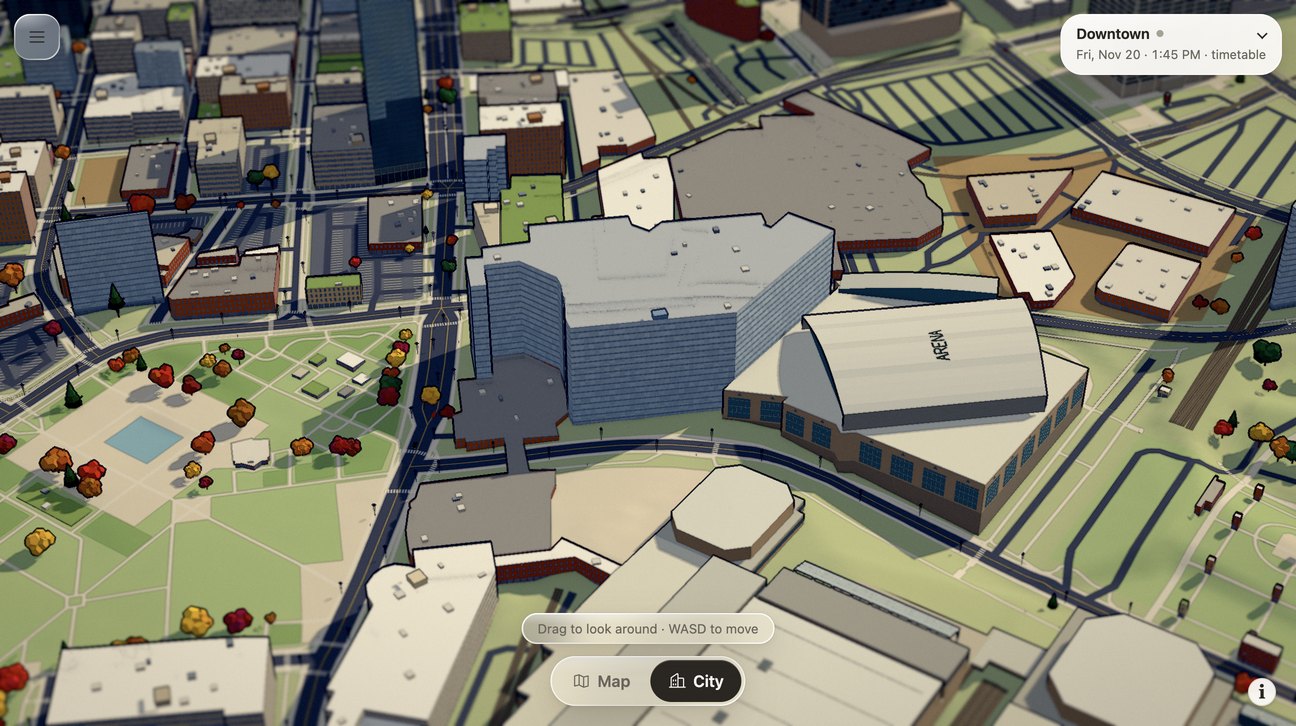 Downtown
Fri, Nov 20 · 1:45 PM · timetable
ARENA
Drag to look around · WASD to move
Map
City
i